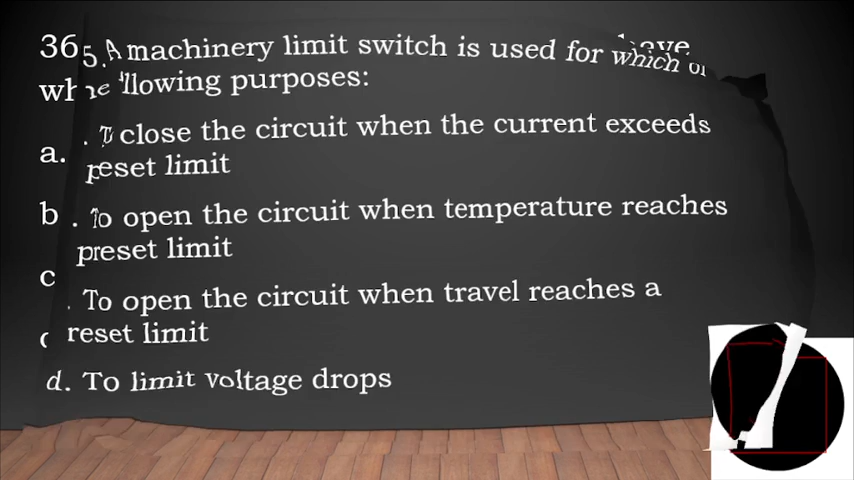 365. A machinery limit switch is used for which of
llowing purposes:
a. To close the circuit when the current exceeds
preset limit
b. To open the circuit when temperature reaches
preset limit
c. To open the circuit when travel reaches a
reset limit
d. To limit voltage drops